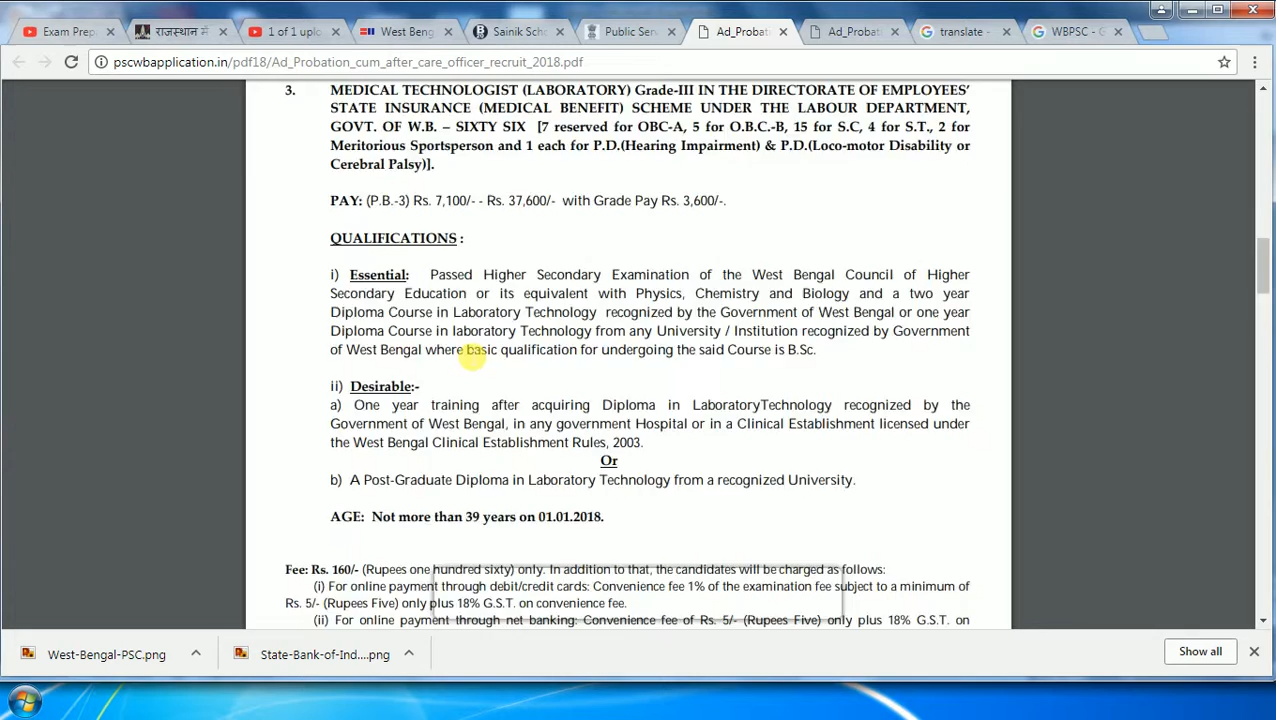 Exam Prep
राजस्थान में
1 of 1 uplo
West Beng
Sainik Scho
Public Serv
Ad_Probati
Ad_Probati
translate -
WBPSC - G
pscwbapplication.in/pdf18/Ad_Probation_cum_after_care_officer_recruit_2018.pdf
3. MEDICAL TECHNOLOGIST (LABORATORY) Grade-III IN THE DIRECTORATE OF EMPLOYEES’
STATE INSURANCE (MEDICAL BENEFIT) SCHEME UNDER THE LABOUR DEPARTMENT,
GOVT. OF W.B. – SIXTY SIX [7 reserved for OBC-A, 5 for O.B.C.-B, 15 for S.C, 4 for S.T., 2 for
Meritorious Sportsperson and 1 each for P.D.(Hearing Impairment) & P.D.(Loco-motor Disability or
Cerebral Palsy)].
PAY: (P.B.-3) Rs. 7,100/- - Rs. 37,600/- with Grade Pay Rs. 3,600/-.
QUALIFICATIONS :
i) Essential: Passed Higher Secondary Examination of the West Bengal Council of Higher
Secondary Education or its equivalent with Physics, Chemistry and Biology and a two year
Diploma Course in Laboratory Technology recognized by the Government of West Bengal or one year
Diploma Course in laboratory Technology from any University / Institution recognized by Government
of West Bengal where basic qualification for undergoing the said Course is B.Sc.
ii) Desirable:-
a) One year training after acquiring Diploma in LaboratoryTechnology recognized by the
Government of West Bengal, in any government Hospital or in a Clinical Establishment licensed under
the West Bengal Clinical Establishment Rules, 2003.
Or
b) A Post-Graduate Diploma in Laboratory Technology from a recognized University.
AGE: Not more than 39 years on 01.01.2018.
Fee: Rs. 160/- (Rupees one hundred sixty) only. In addition to that, the candidates will be charged as follows:
(i) For online payment through debit/credit cards: Convenience fee 1% of the examination fee subject to a minimum of
Rs. 5/- (Rupees Five) only plus 18% G.S.T. on convenience fee.
(ii) For online payment through net banking: Convenience fee of Rs. 5/- (Rupees Five) only plus 18% G.S.T. on
West-Bengal-PSC.png
State-Bank-of-Ind....png
Show all